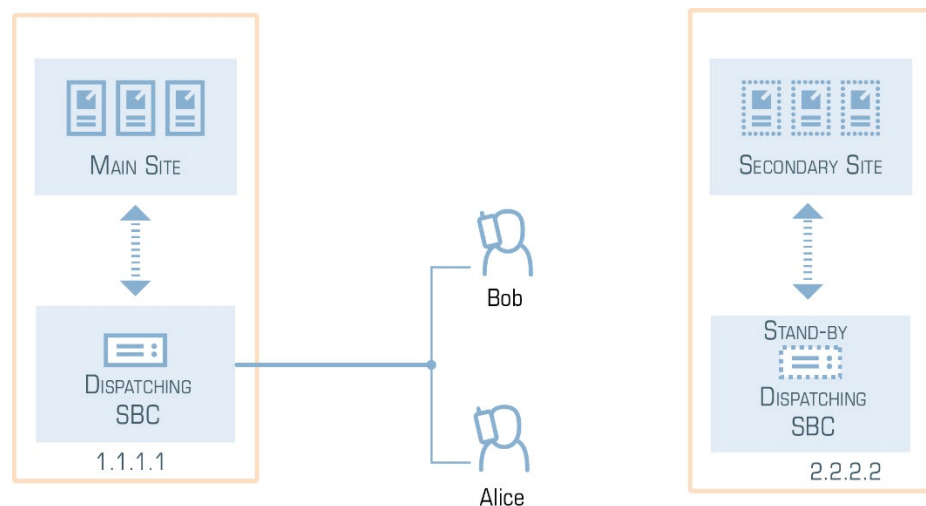 MAIN SITE
DISPATCHING
SBC
1.1.1.1
Bob
Alice
SECONDARY SITE
STAND-BY
DISPATCHING
SBC
2.2.2.2